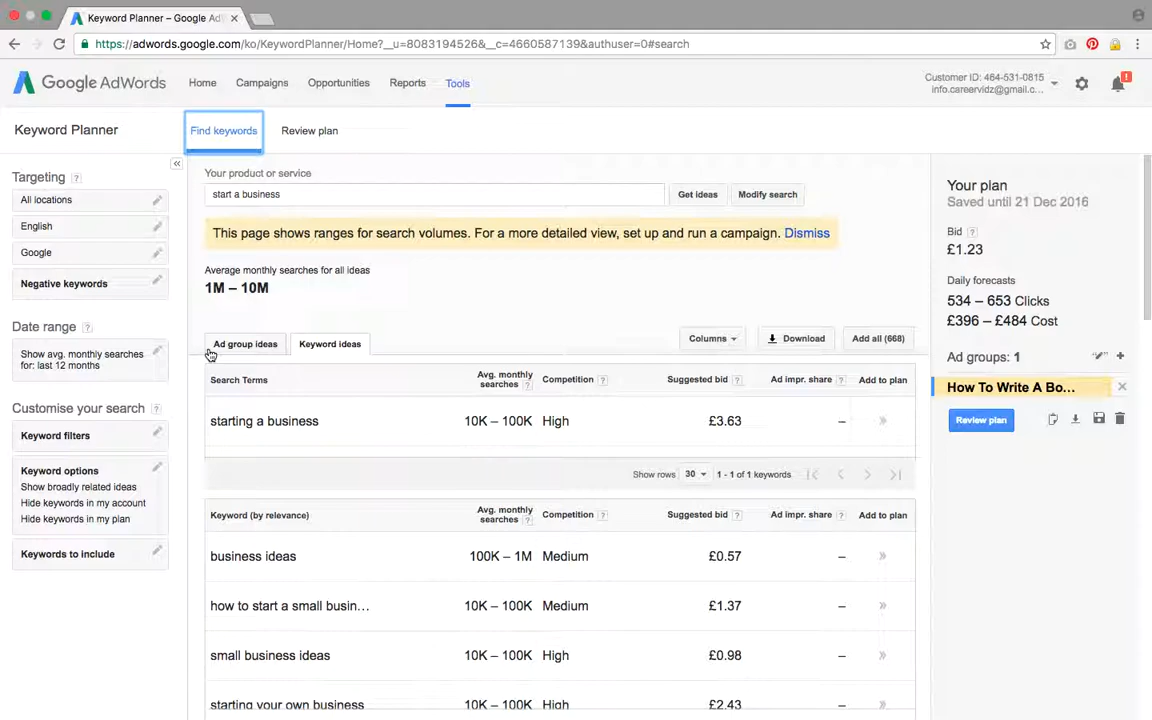 Keyword Planner – Google Ad
https://adwords.google.com/ko/KeywordPlanner/Home?__u=8083194526&__c=4660587139&authuser=0#search
Google AdWords
Home
Campaigns
Opportunities
Reports
Tools
Customer ID: 464-531-0815
info.careervidz@gmail.c...
!
Keyword Planner
Find keywords
Review plan
«
Targeting ?
All locations
English
Google
Negative keywords
Date range ?
Show avg. monthly searches
for: last 12 months
Customise your search ?
Keyword filters
Keyword options
Show broadly related ideas
Hide keywords in my account
Hide keywords in my plan
Keywords to include
Your product or service
start a business
Get ideas
Modify search
This page shows ranges for search volumes. For a more detailed view, set up and run a campaign. Dismiss
Average monthly searches for all ideas
1M – 10M
Ad group ideas
Keyword ideas
Columns
Download
Add all (668)
Search Terms
Avg. monthly
searches ?
Competition ?
Suggested bid ?
Ad impr. share ?
Add to plan
starting a business
10K – 100K
High
£3.63
–
»
Show rows 30 1 - 1 of 1 keywords
Keyword (by relevance)
Avg. monthly
searches ?
Competition ?
Suggested bid ?
Ad impr. share ?
Add to plan
business ideas
100K – 1M
Medium
£0.57
–
»
how to start a small busin...
10K – 100K
Medium
£1.37
–
»
small business ideas
10K – 100K
High
£0.98
–
»
starting your own business
10K – 100K
High
£2.43
–
»
Your plan
Saved until 21 Dec 2016
Bid ?
£1.23
Daily forecasts
534 – 653 Clicks
£396 – £484 Cost
Ad groups: 1
How To Write A Bo...
Review plan